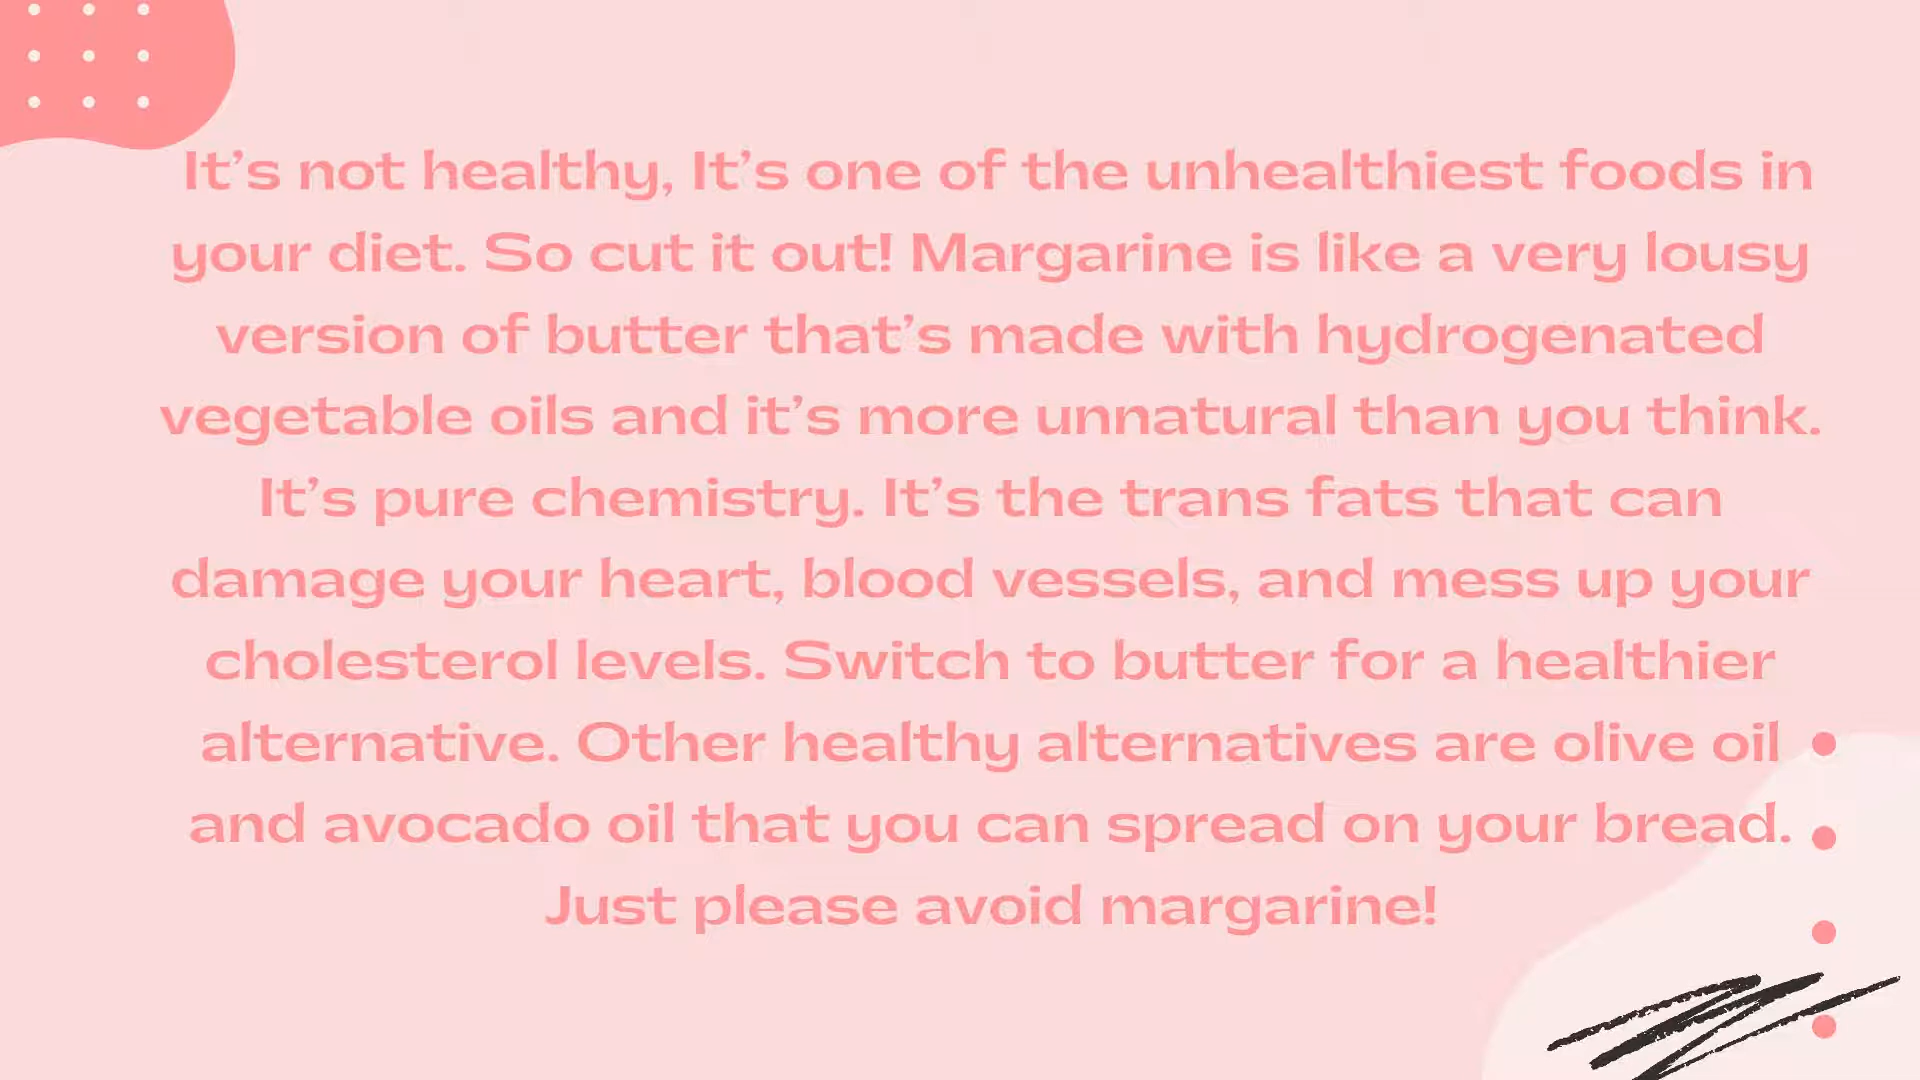 It’s not healthy, It’s one of the unhealthiest foods in
your diet. So cut it out! Margarine is like a very lousy
version of butter that’s made with hydrogenated
vegetable oils and it’s more unnatural than you think.
It’s pure chemistry. It’s the trans fats that can
damage your heart, blood vessels, and mess up your
cholesterol levels. Switch to butter for a healthier
alternative. Other healthy alternatives are olive oil
and avocado oil that you can spread on your bread.
Just please avoid margarine!